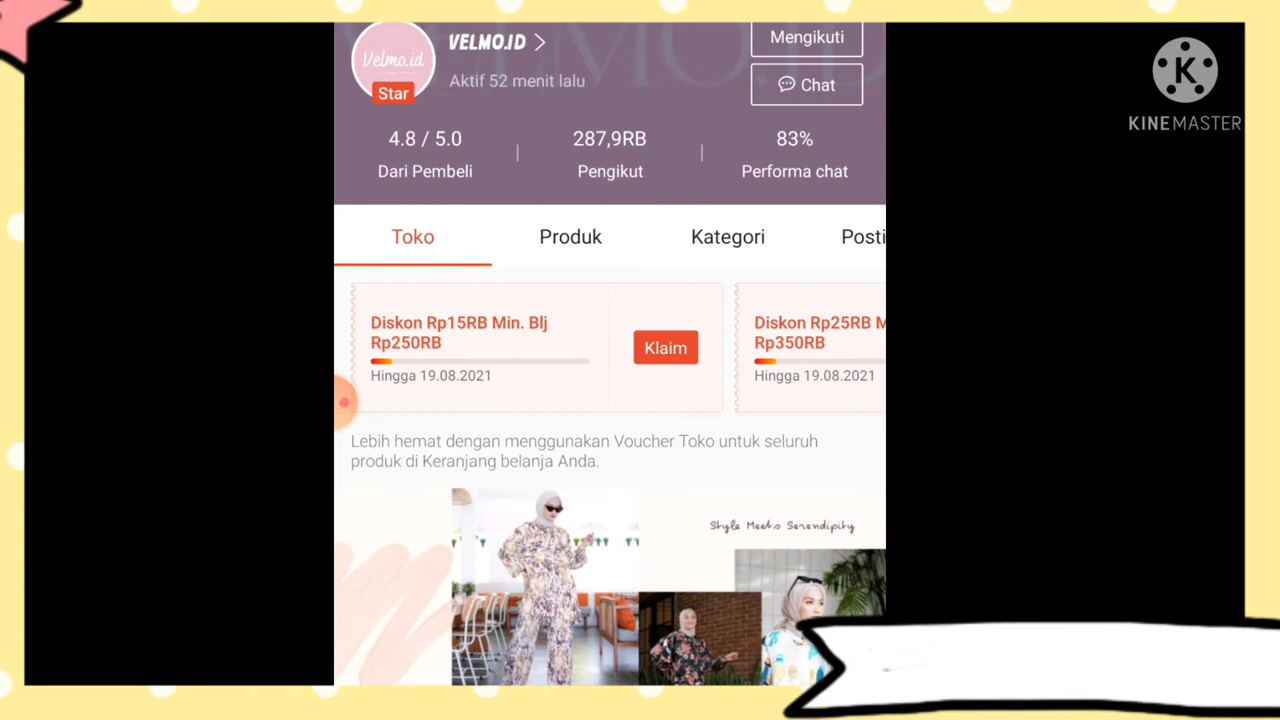 VELMO.ID
Mengikuti
Velmo.id
Aktif 52 menit lalu
Chat
Star
4.8 / 5.0
287,9RB
83%
Dari Pembeli
Pengikut
Performa chat
Toko
Produk
Kategori
Posti
Diskon Rp15RB Min. Blj
Rp250RB
Hingga 19.08.2021
Klaim
Diskon Rp25RB M
Rp350RB
Hingga 19.08.2021
Lebih hemat dengan menggunakan Voucher Toko untuk seluruh
produk di Keranjang belanja Anda.
Style Meets Serendipity
K
KINEMASTER